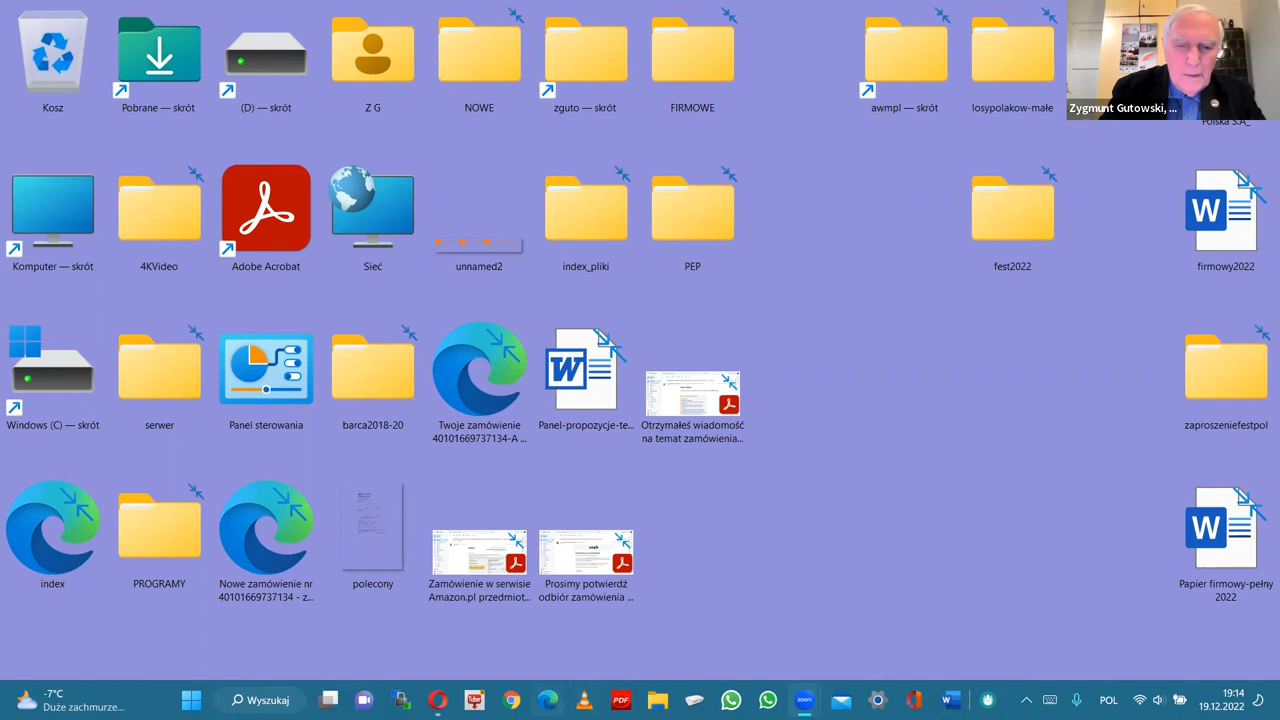 Kosz
Pobrane — skrót
(D) — skrót
Z G
NOWE
zguto — skrót
FIRMOWE
awmpl — skrót
losypolakow-małe
Zygmunt Gutowski, ...
Polska S.A_
Komputer — skrót
4KVideo
Adobe Acrobat
Sieć
unnamed2
index_pliki
PEP
fest2022
firmowy2022
Windows (C) — skrót
serwer
Panel sterowania
barca2018-20
Twoje zamówienie
40101669737134-A ...
Panel-propozycje-te...
Otrzymałeś wiadomość
na temat zamówienia...
zaproszeniefestpol
index
PROGRAMY
Nowe zamówienie nr
40101669737134 - z...
polecony
Zamówienie w serwisie
Amazon.pl przedmiot...
Prosimy potwierdź
odbiór zamówienia ...
Papier firmowy-pełny
2022
-7°C
Duże zachmurze...
Wyszukaj
PDF
zoom
POL
19:14
19.12.2022